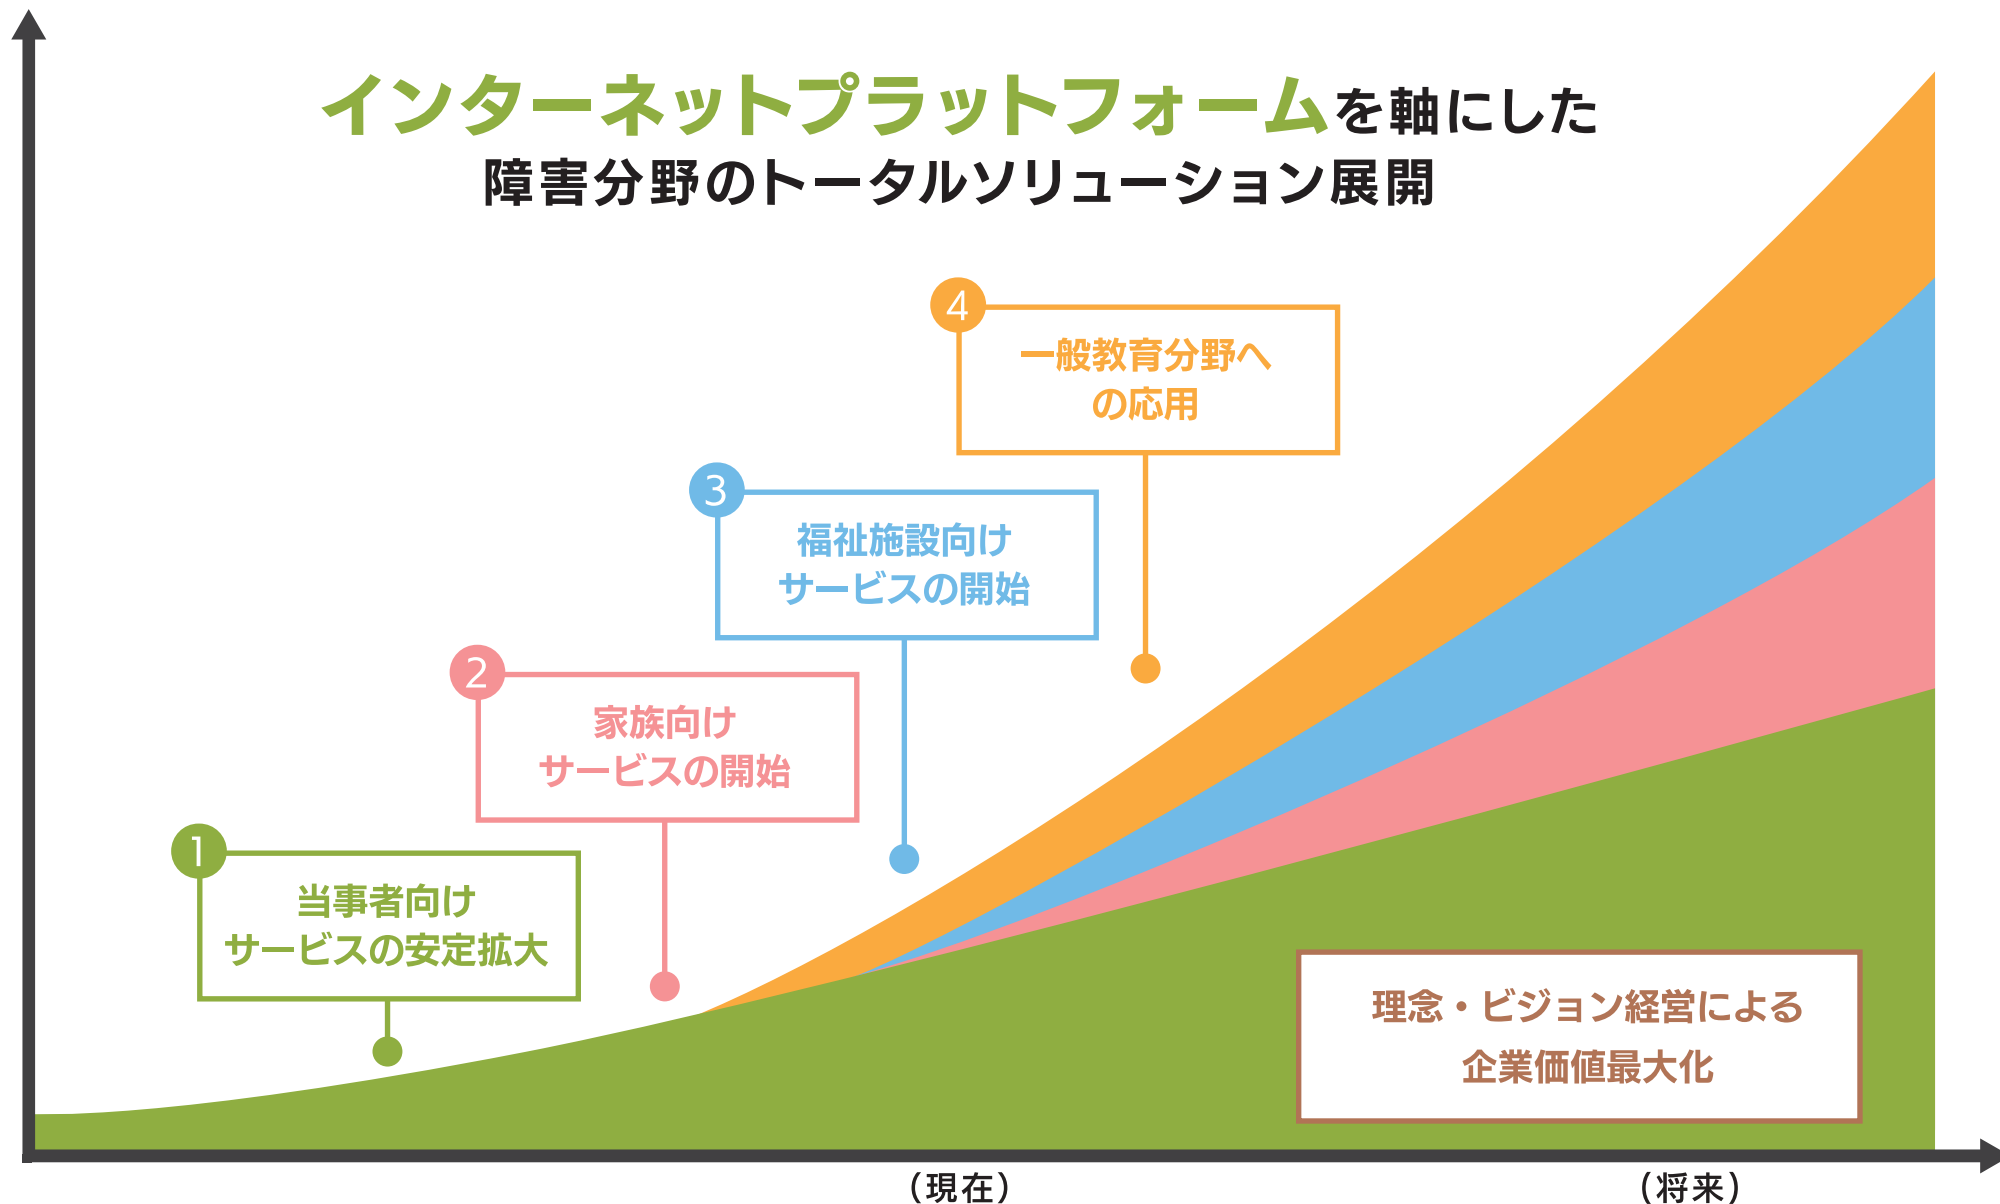 インターネットプラットフォームを軸にした
障害分野のトータルソリューション展開
4
一般教育分野へ
の応用
3
福祉施設向け
サービスの開始
2
家族向け
サービスの開始
1
当事者向け
サービスの安定拡大
理念・ビジョン経営による
企業価値最大化
（現在）
（将来）